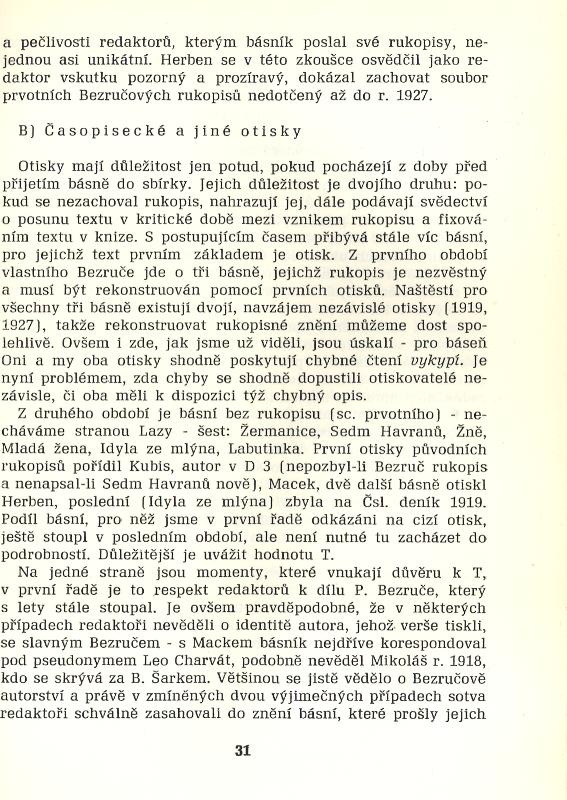 a pečlivosti redaktorů, kterým básník poslal své rukopisy, ne-
jednou asi unikátní. Herben se v této zkoušce osvědčil jako re-
daktor vskutku pozorný a prozíravý, dokázal zachovat soubor
prvotních Bezručových rukopisů nedotčený až do r. 1927.
B) Časopisecké a jiné otisky
Otisky mají důležitost jen potud, pokud pocházejí z doby před
přijetím básně do sbírky. Jejich důležitost je dvojího druhu: po-
kud se nezachoval rukopis, nahrazují jej, dále podávají svědectví
o posunu textu v kritické době mezi vznikem rukopisu a fixová-
ním textu v knize. S postupujícím časem přibývá stále víc básní,
pro jejichž text prvním základem je otisk. Z prvního období
vlastního Bezruče jde o tři básně, jejichž rukopis je nezvěstný
a musí být rekonstruován pomocí prvních otisků. Naštěstí pro
všechny tři básně existují dvojí, navzájem nezávislé otisky (1919,
1927), takže rekonstruovat rukopisné znění můžeme dost spo-
lehlivě. Ovšem i zde, jak jsme už viděli, jsou úskalí - pro báseň
Oni a my oba otisky shodně poskytují chybné čtení vykypí. Je
nyní problémem, zda chyby se shodně dopustili otiskovatelé ne-
závisle, či oba měli k dispozici týž chybný opis.
Z druhého období je básní bez rukopisu (sc. prvotního) - ne-
cháváme stranou Lazy - šest: Žermanice, Sedm Havranů, Žně,
Mladá žena, Idyla ze mlýna, Labutinka. První otisky původních
rukopisů pořídil Kubis, autor v D 3 (nepozbyl-li Bezruč rukopis
a nenapsal-li Sedm Havranů nově), Macek, dvě další básně otiskl
Herben, poslední (Idyla ze mlýna) zbyla na Čsl. deník 1919.
Podíl básní, pro něž jsme v první řadě odkázáni na cizí otisk,
ještě stoupl v posledním období, ale není nutné tu zacházet do
podrobností. Důležitější je uvážit hodnotu T.
Na jedné straně jsou momenty, které vnukají důvěru k T,
v první řadě je to respekt redaktorů k dílu P. Bezruče, který
s lety stále stoupal. Je ovšem pravděpodobné, že v některých
případech redaktoři nevěděli o identitě autora, jehož verše tiskli,
se slavným Bezručem - s Mackem básník nejdříve korespondoval
pod pseudonymem Leo Charvát, podobně nevěděl Mikoláš r. 1918,
kdo se skrývá za B. Šarkem. Většinou se jistě vědělo o Bezručově
autorství a právě v zmíněných dvou výjimečných případech sotva
redaktoři schválně zasahovali do znění básní, které prošly jejich
31